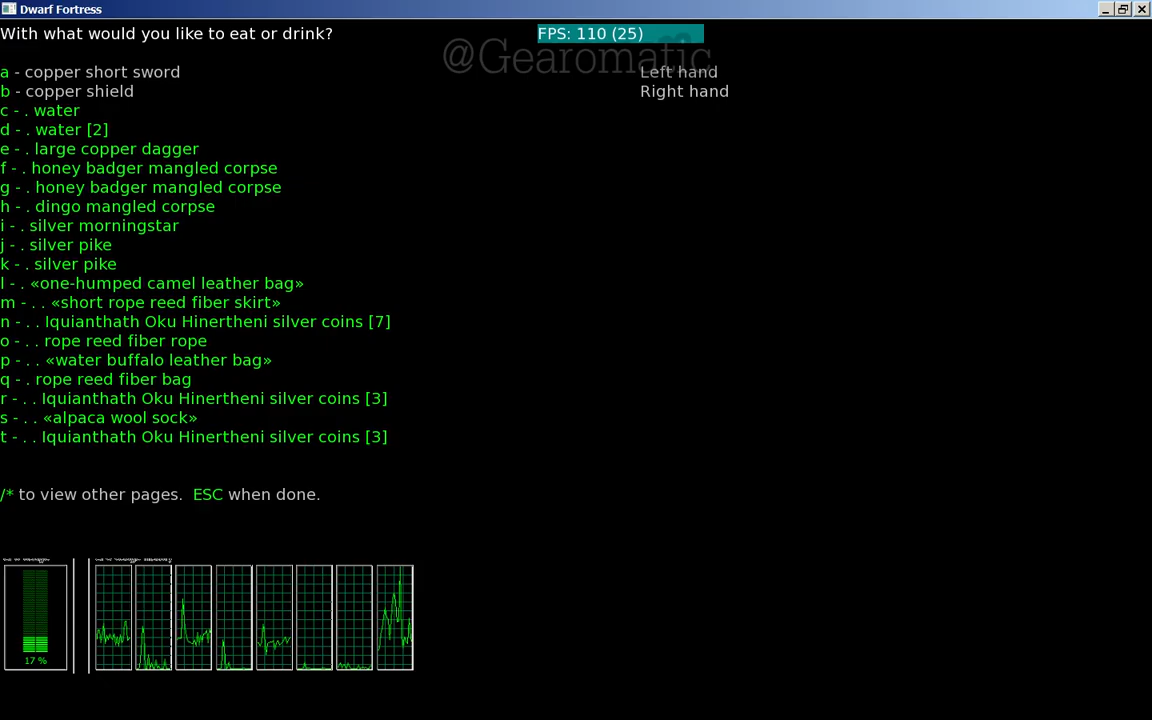 Dwarf Fortress
With what would you like to eat or drink? FPS: 110 (25)
@Gearomatic
a - copper short sword Left hand
b - copper shield Right hand
c - . water
d - . water [2]
e - . large copper dagger
f - . honey badger mangled corpse
g - . honey badger mangled corpse
h - . dingo mangled corpse
i - . silver morningstar
j - . silver pike
k - . silver pike
l - . «one-humped camel leather bag»
m - . . «short rope reed fiber skirt»
n - . . Iquianthath Oku Hinertheni silver coins [7]
o - . . rope reed fiber rope
p - . . «water buffalo leather bag»
q - . rope reed fiber bag
r - . . Iquianthath Oku Hinertheni silver coins [3]
s - . . «alpaca wool sock»
t - . . Iquianthath Oku Hinertheni silver coins [3]
/* to view other pages. ESC when done.
17 %